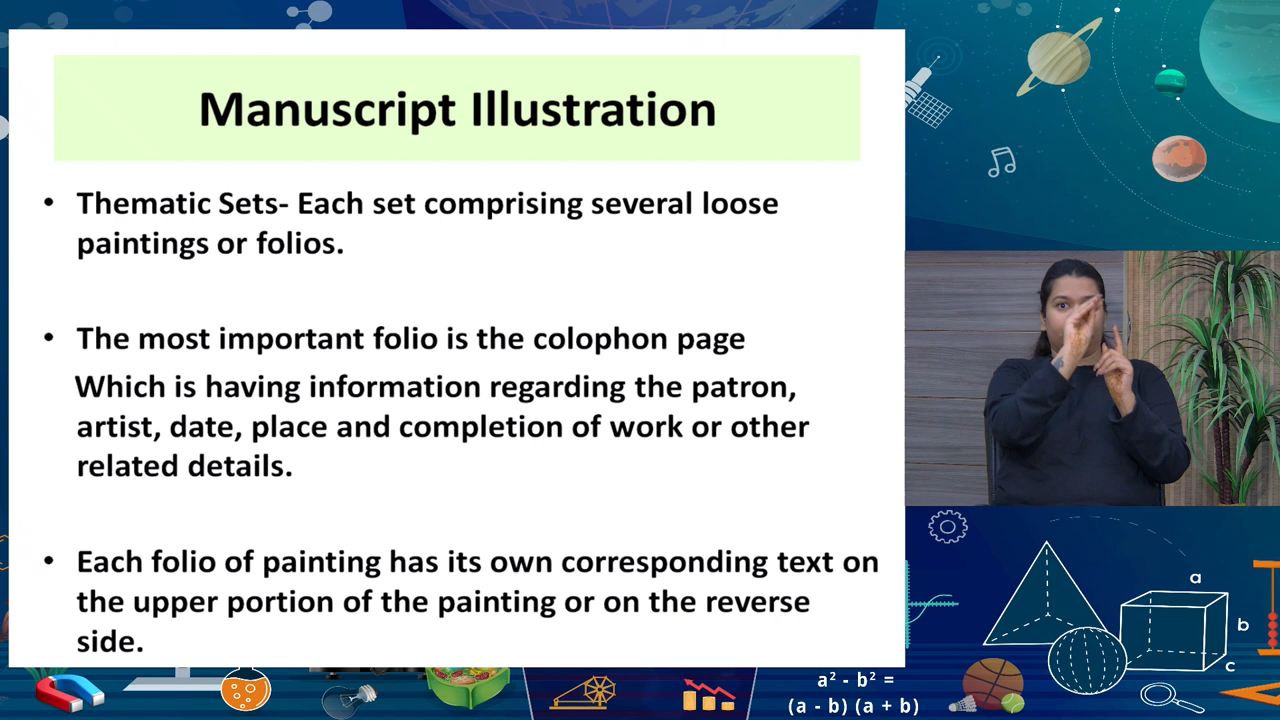 Manuscript Illustration
• Thematic Sets- Each set comprising several loose
paintings or folios.
• The most important folio is the colophon page
Which is having information regarding the patron,
artist, date, place and completion of work or other
related details.
• Each folio of painting has its own corresponding text on
the upper portion of the painting or on the reverse
side.
a
b
c
a² - b² =
(a - b) (a + b)